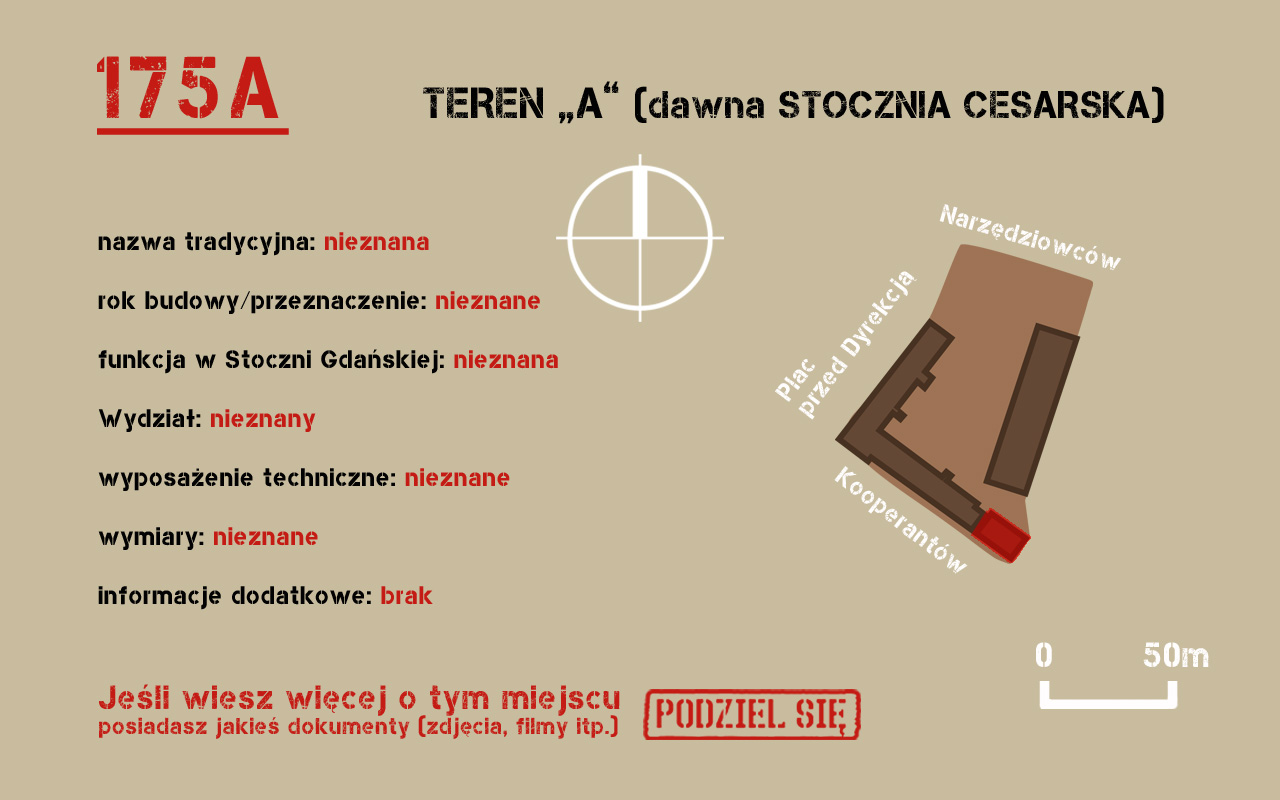 175A
TEREN „A“ (dawna STOCZNIA CESARSKA)
nazwa tradycyjna: nieznana
rok budowy/przeznaczenie: nieznane
funkcja w Stoczni Gdańskiej: nieznana
Wydział: nieznany
wyposażenie techniczne: nieznane
wymiary: nieznane
informacje dodatkowe: brak
Narzędziowców
Plac
przed Dyrekcją
Kooperantów
0 50m
Jeśli wiesz więcej o tym miejscu
posiadasz jakieś dokumenty (zdjęcia, filmy itp.)
PODZIEL SIĘ